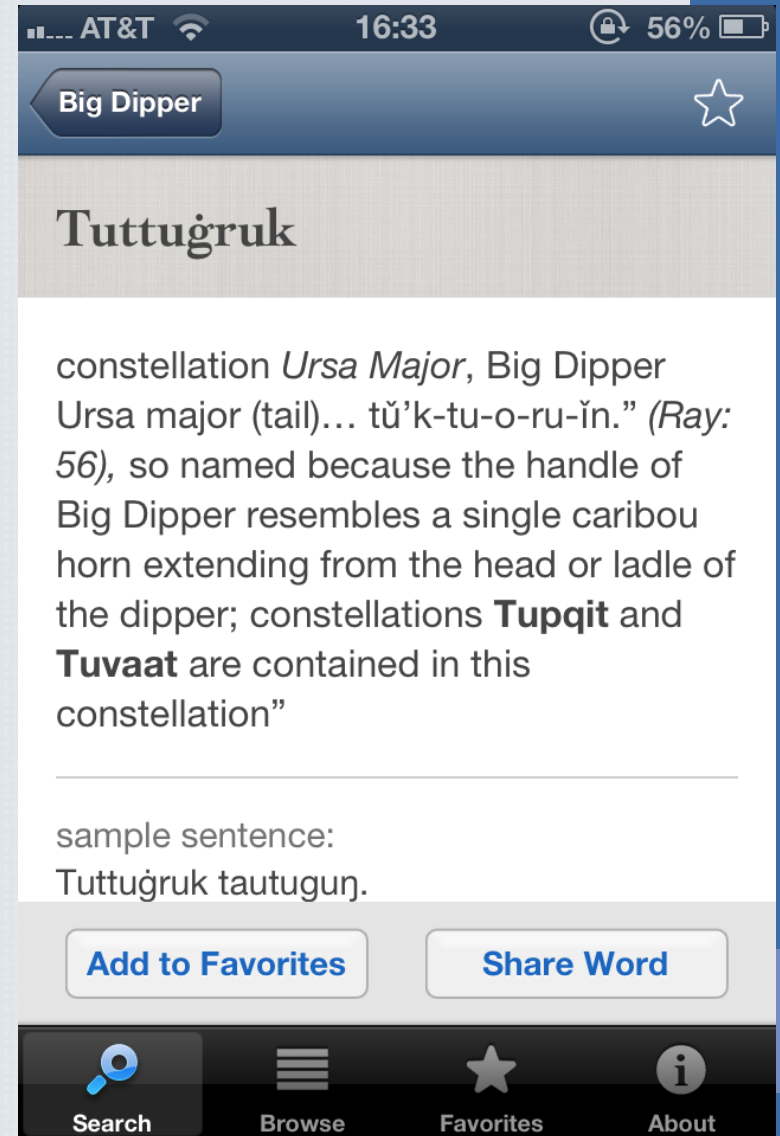 AT&T 16:33 56%
Big Dipper
Tuttuġruk
constellation Ursa Major, Big Dipper
Ursa major (tail)… tŭ’k-tu-o-ru-ĭn.” (Ray:
56), so named because the handle of
Big Dipper resembles a single caribou
horn extending from the head or ladle of
the dipper; constellations Tupqit and
Tuvaat are contained in this
constellation”
sample sentence:
Tuttuġruk tautuguŋ.
Add to Favorites Share Word
Search Browse Favorites About